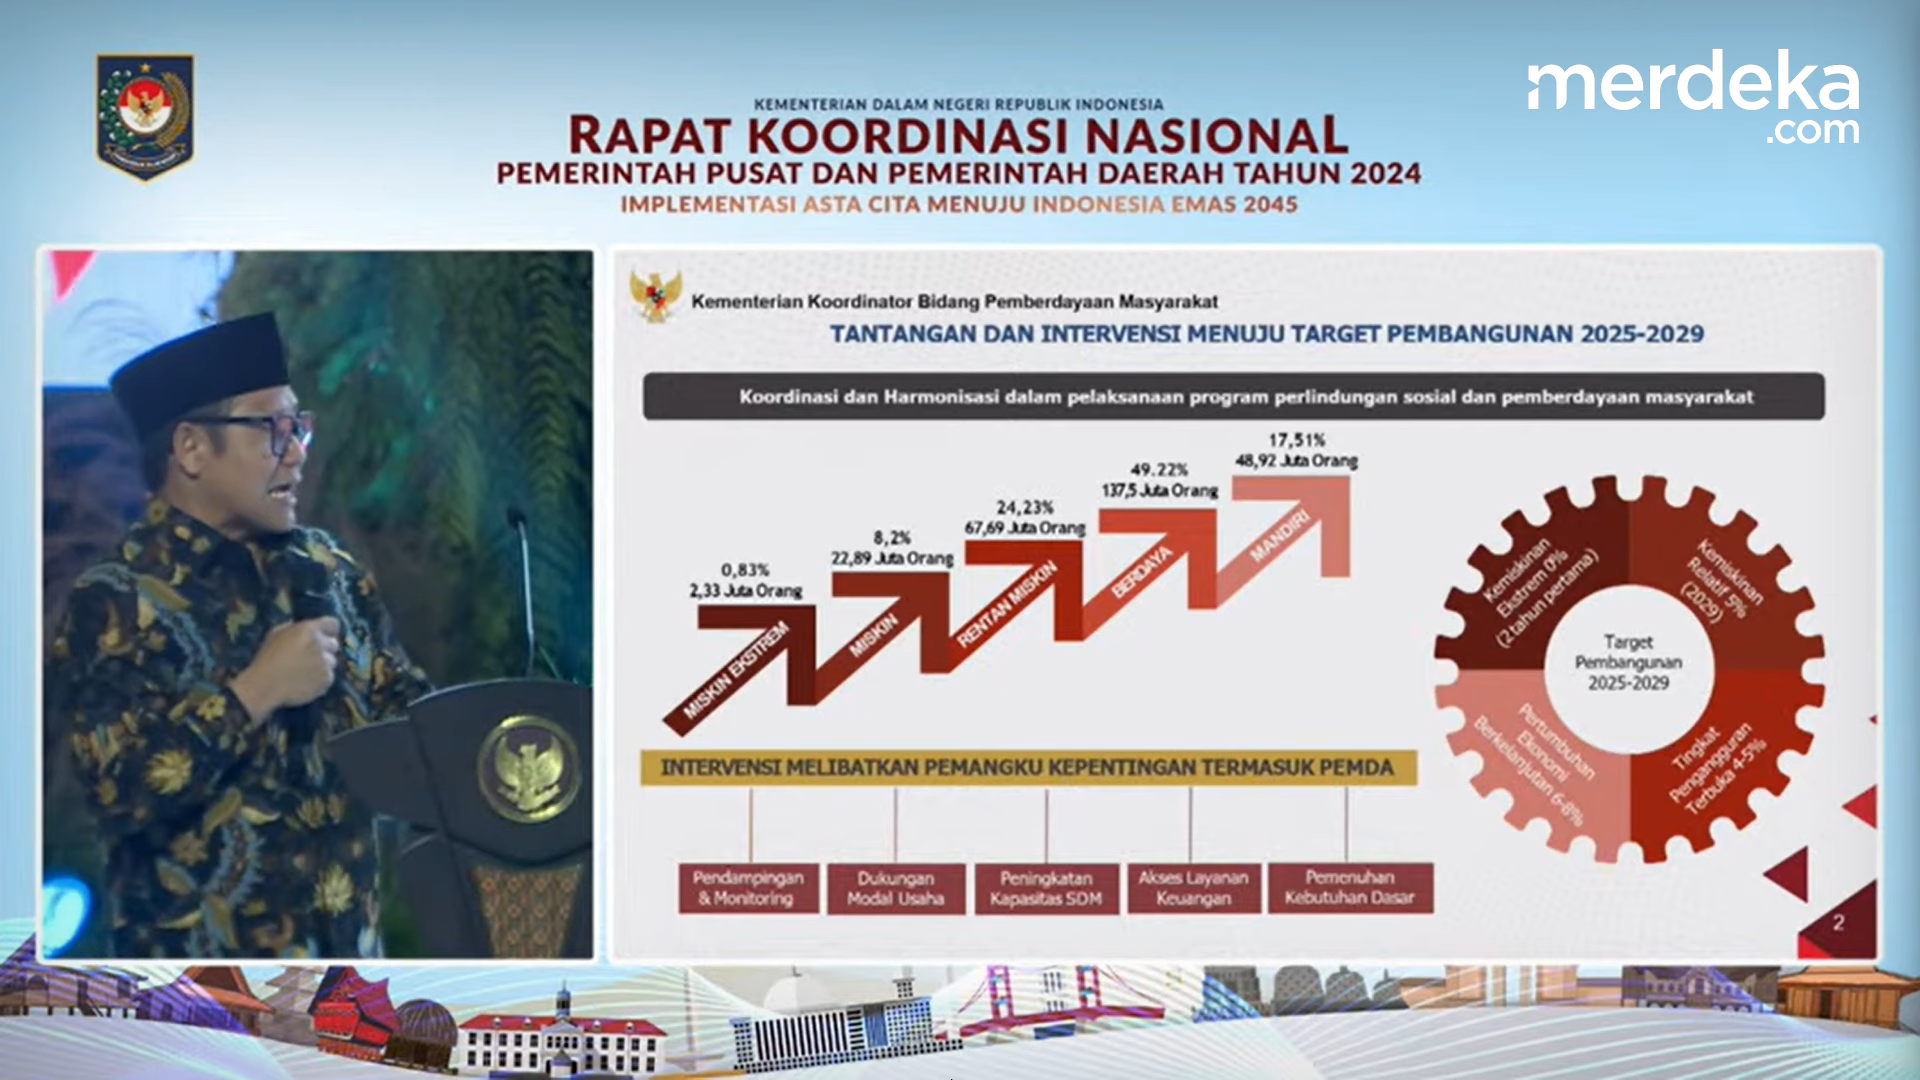 merdeka
.com
KEMENTERIAN DALAM NEGERI REPUBLIK INDONESIA
RAPAT KOORDINASI NASIONAL
PEMERINTAH PUSAT DAN PEMERINTAH DAERAH TAHUN 2024
IMPLEMENTASI ASTA CITA MENUJU INDONESIA EMAS 2045
Kementerian Koordinator Bidang Pemberdayaan Masyarakat
TANTANGAN DAN INTERVENSI MENUJU TARGET PEMBANGUNAN 2025-2029
Koordinasi dan Harmonisasi dalam pelaksanaan program perlindungan sosial dan pemberdayaan masyarakat
0,83%
2,33 Juta Orang
MISKIN EKSTREM
8,2%
22,89 Juta Orang
MISKIN
24,23%
67,69 Juta Orang
RENTAN MISKIN
49.22%
137,5 Juta Orang
BERDAYA
17,51%
48,92 Juta Orang
MANDIRI
Kemiskinan
Ekstrem 0%
(2 tahun pertama)
Kemiskinan
Relatif 5%
(2029)
Target
Pembangunan
2025-2029
Pertumbuhan
Ekonomi
Berkelanjutan 6-8%
Tingkat
Pengangguran
Terbuka 4-5%
INTERVENSI MELIBATKAN PEMANGKU KEPENTINGAN TERMASUK PEMDA
Pendampingan
& Monitoring
Dukungan
Modal Usaha
Peningkatan
Kapasitas SDM
Akses Layanan
Keuangan
Pemenuhan
Kebutuhan Dasar
2